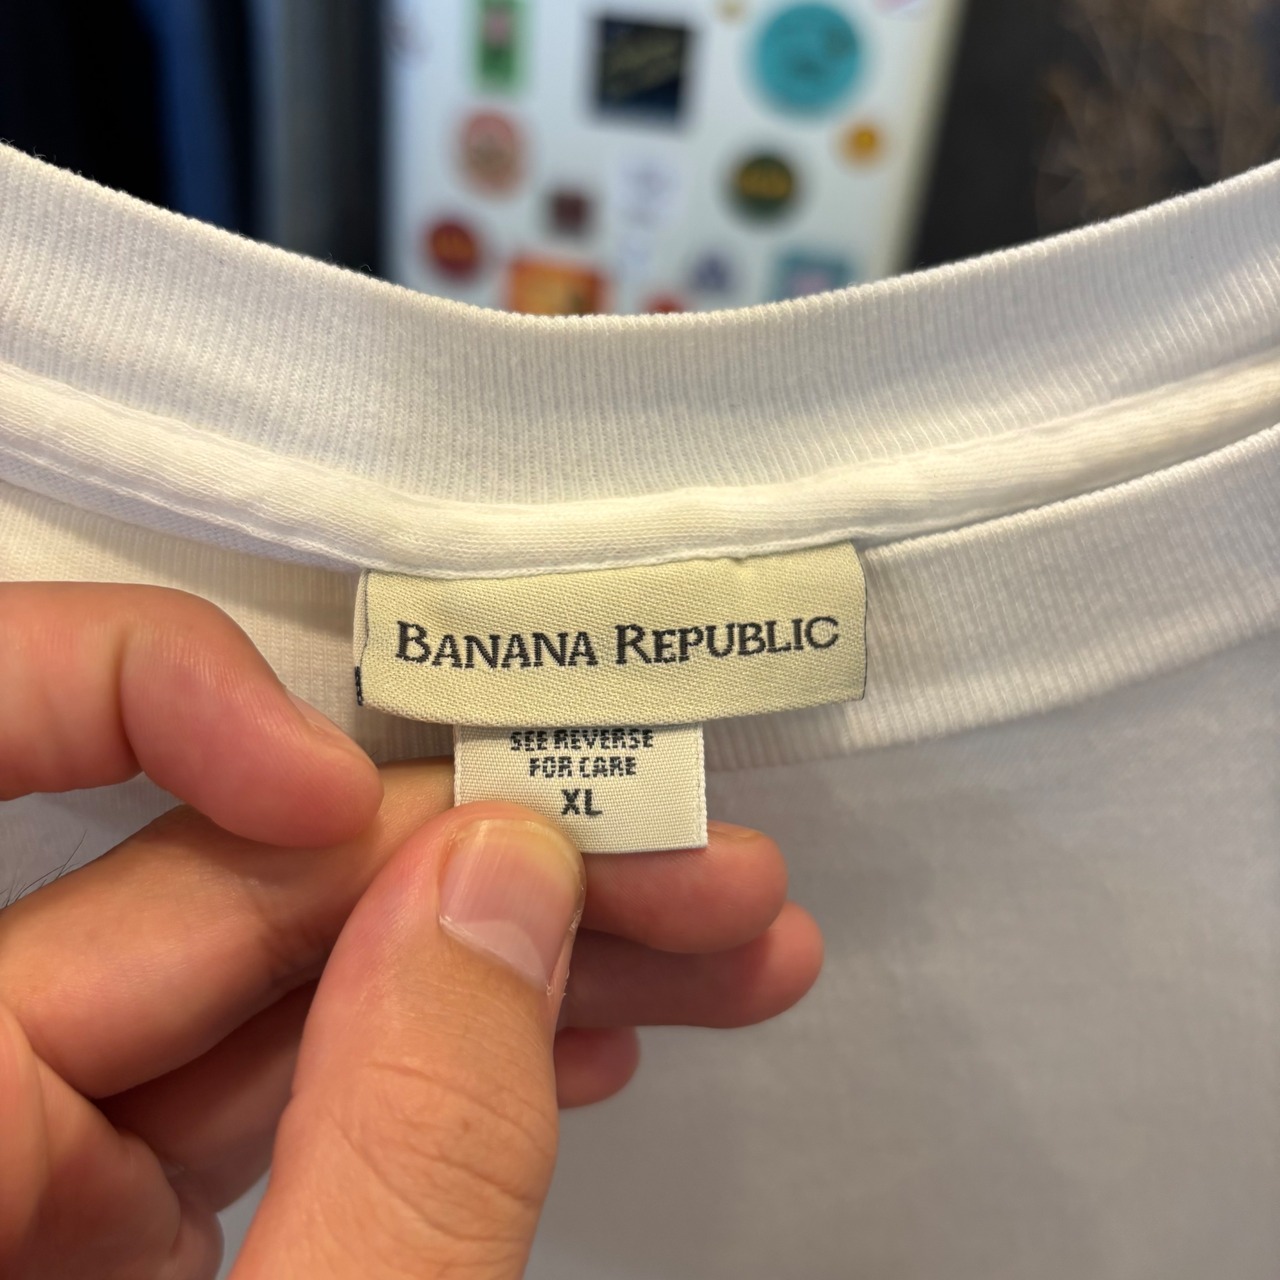 BANANA REPUBLIC
SEE REVERSE
FOR CARE
XL